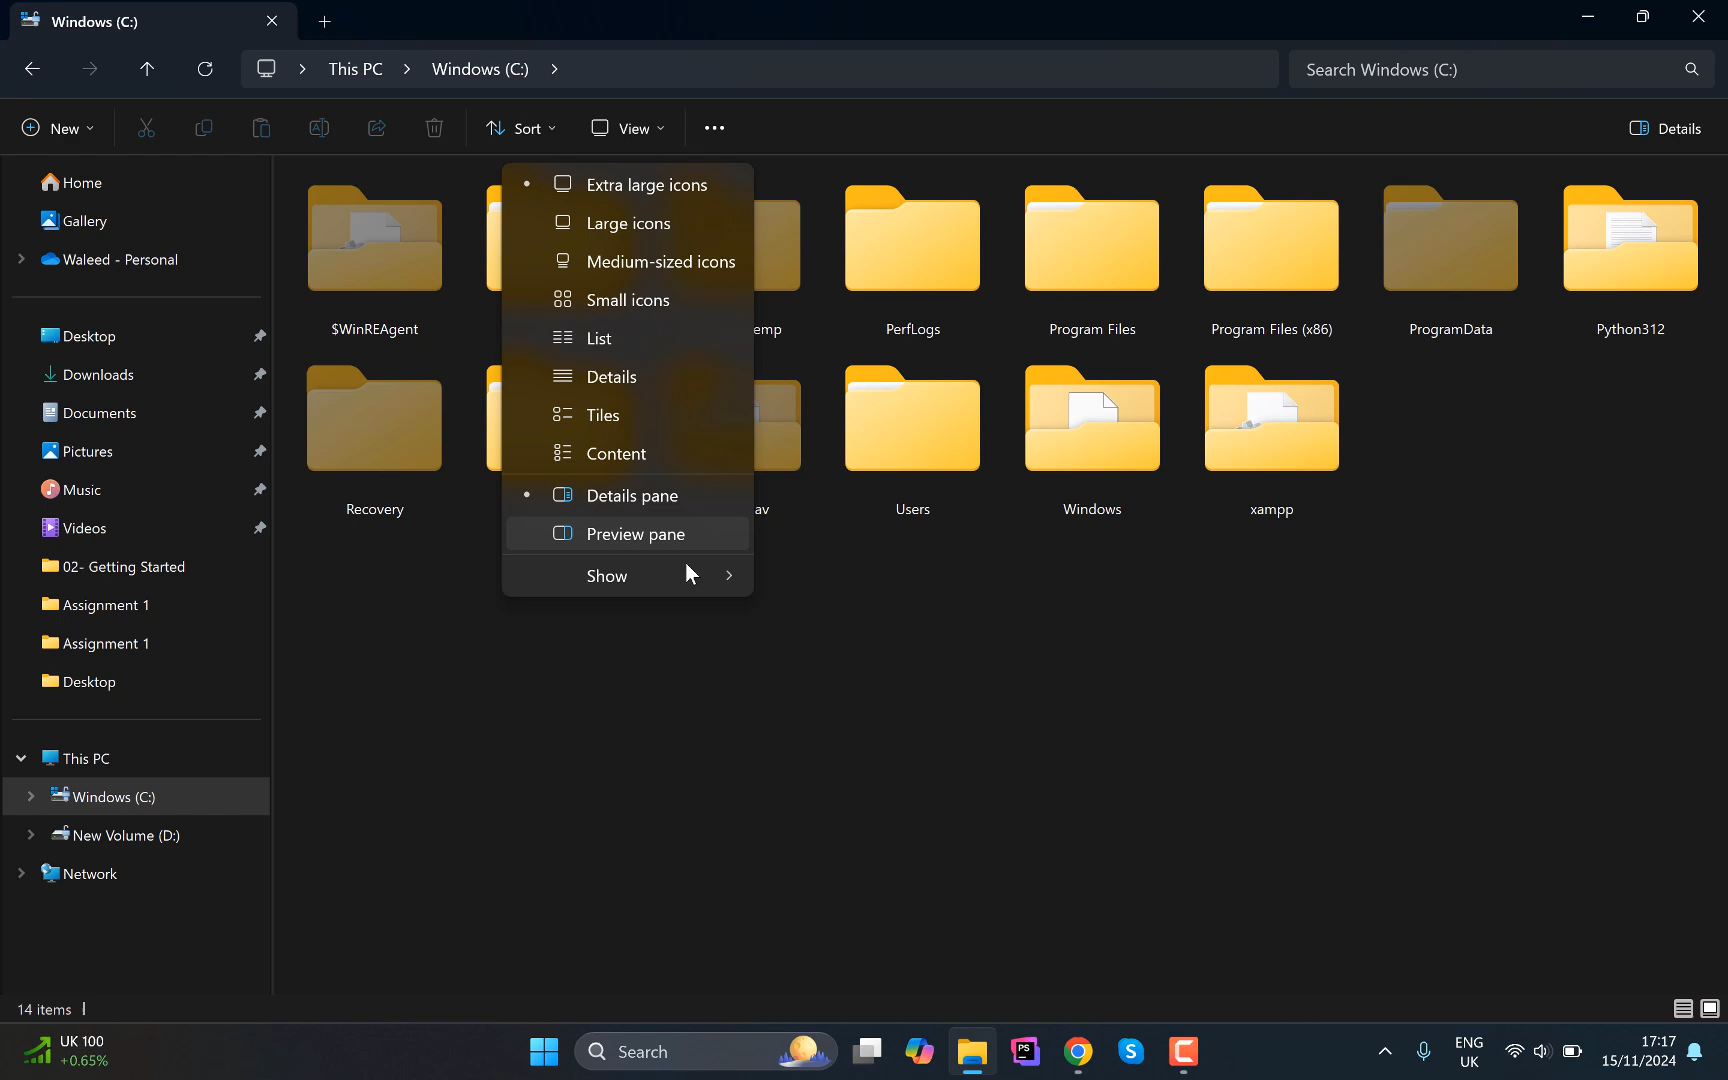 Windows (C:)
This PC
Windows (C:)
Search Windows (C:)
New
Sort
View
Details
Home
Gallery
Waleed - Personal
Desktop
Downloads
Documents
Pictures
Music
Videos
02- Getting Started
Assignment 1
Assignment 1
Desktop
This PC
Windows (C:)
New Volume (D:)
Network
Extra large icons
Large icons
Medium-sized icons
Small icons
List
Details
Tiles
Content
Details pane
Preview pane
Show
$WinREAgent
emp
PerfLogs
Program Files
Program Files (x86)
ProgramData
Python312
Recovery
av
Users
Windows
xampp
14 items
UK 100
+0.65%
Search
PS
ENG
UK
17:17
15/11/2024